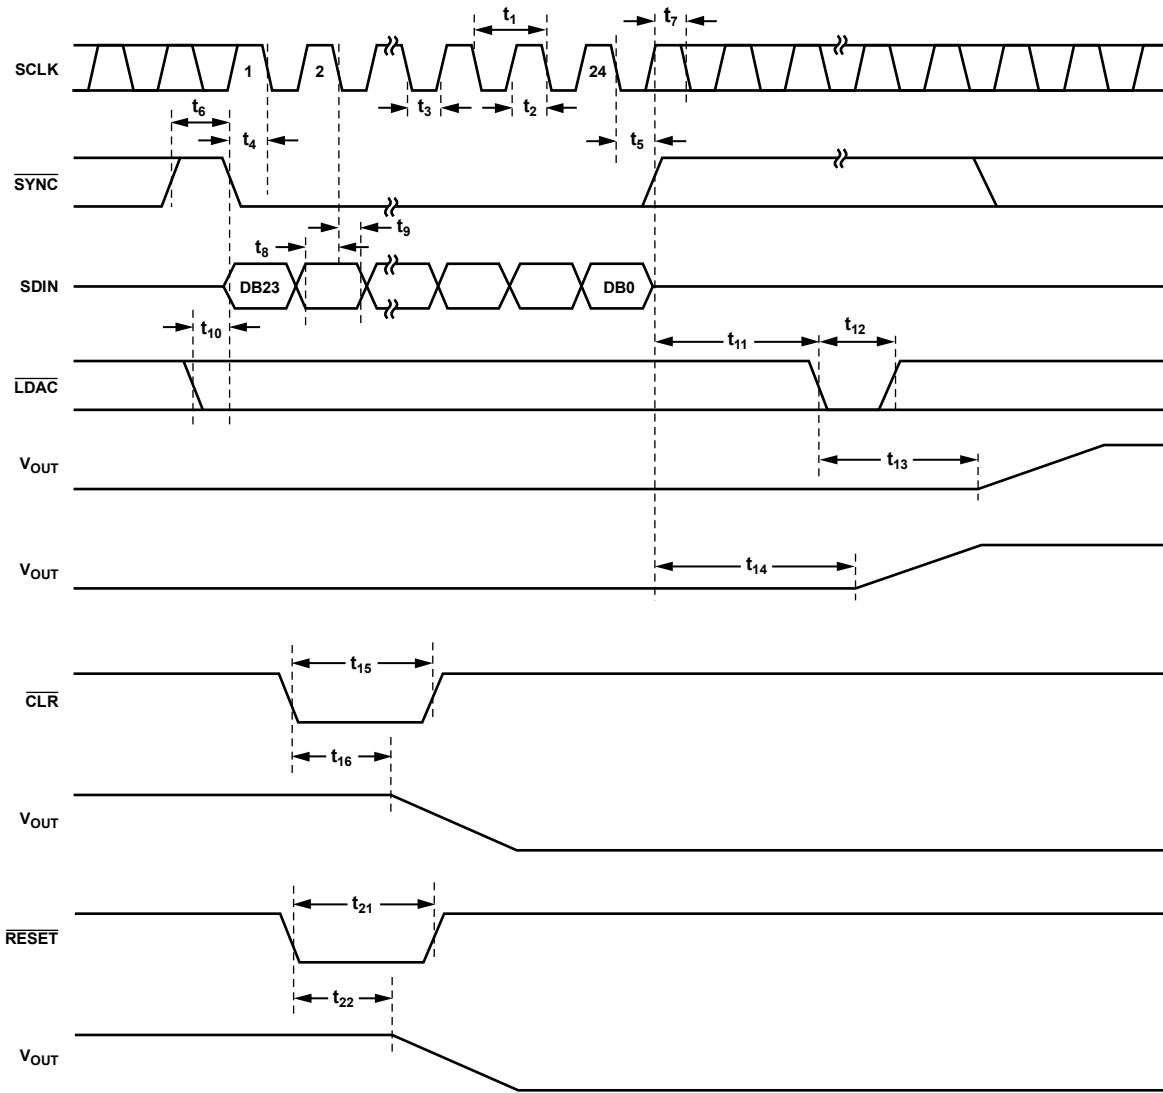 t1
t7
SCLK
1
2
24
t3
t2
t6
t4
t5
SYNC
t9
t8
SDIN
DB23
DB0
t10
t11
t12
LDAC
VOUT
t13
VOUT
t14
t15
CLR
t16
VOUT
t21
RESET
t22
VOUT